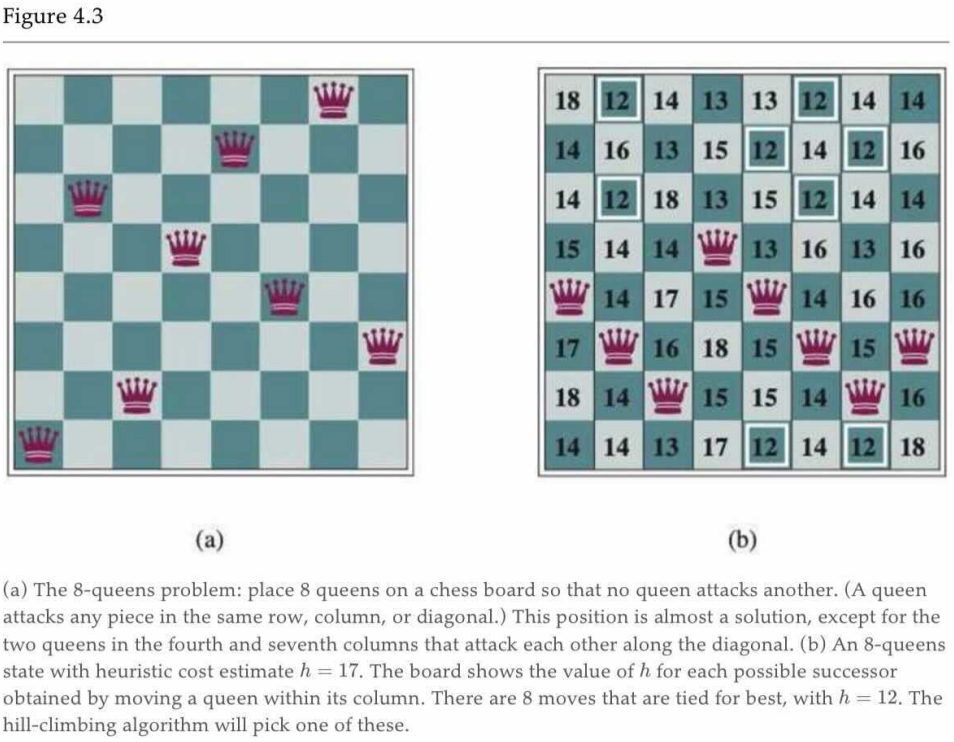 Figure 4.3
18 12 14 13 13 12 14 14
14 16 13 15 12 14 12 16
14 12 18 13 15 12 14 14
15 14 14 13 16 13 16
14 17 15 14 16 16
17 16 18 15 15
18 14 15 15 14 16
14 14 13 17 12 14 12 18
(a)
(b)
(a) The 8-queens problem: place 8 queens on a chess board so that no queen attacks another. (A queen
attacks any piece in the same row, column, or diagonal.) This position is almost a solution, except for the
two queens in the fourth and seventh columns that attack each other along the diagonal. (b) An 8-queens
state with heuristic cost estimate h = 17. The board shows the value of h for each possible successor
obtained by moving a queen within its column. There are 8 moves that are tied for best, with h = 12. The
hill-climbing algorithm will pick one of these.